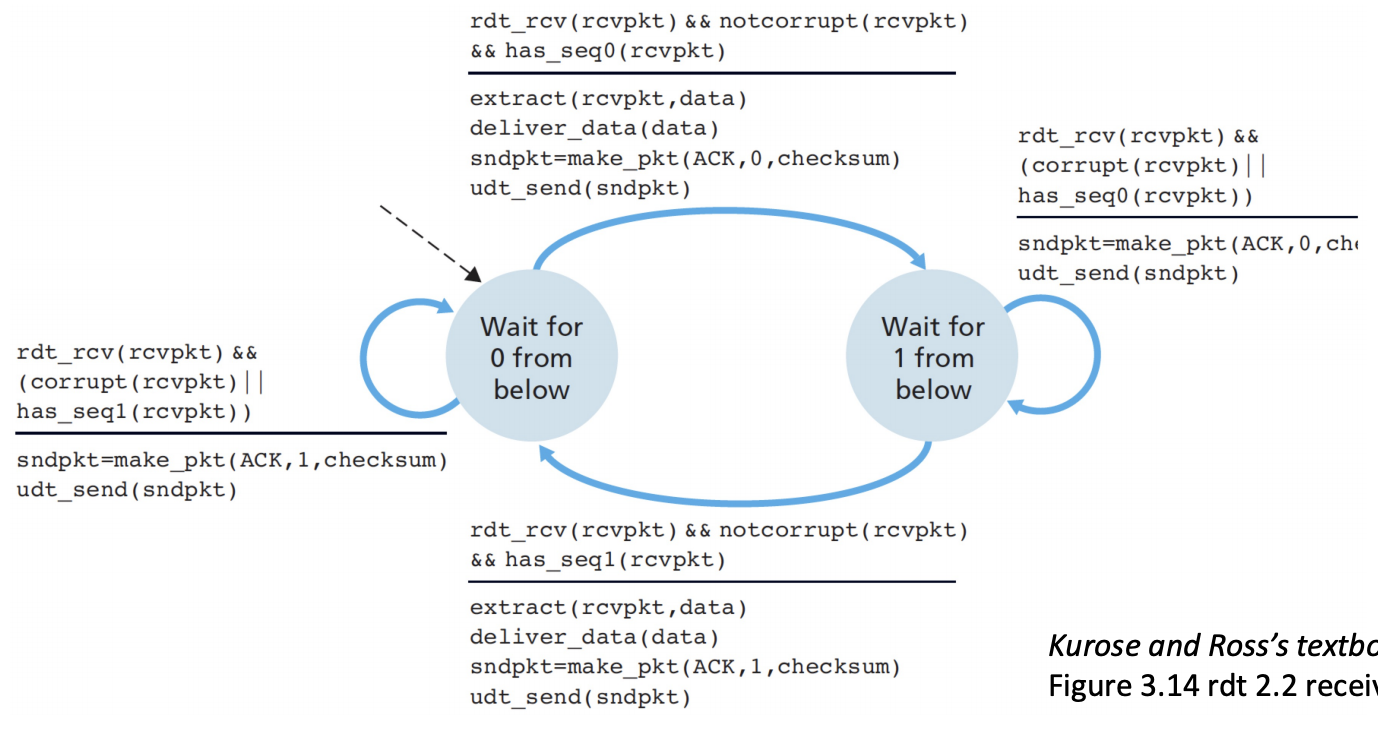 rdt_rcv(rcvpkt) && notcorrupt(rcvpkt)
&& has_seq0(rcvpkt)
extract(rcvpkt,data)
deliver_data(data)
sndpkt=make_pkt(ACK,0,checksum)
udt_send(sndpkt)
rdt_rcv(rcvpkt) &&
(corrupt(rcvpkt)||
has_seq0(rcvpkt))
sndpkt=make_pkt(ACK,0,che
udt_send(sndpkt)
Wait for
0 from
below
Wait for
1 from
below
rdt_rcv(rcvpkt) &&
(corrupt(rcvpkt)||
has_seq1(rcvpkt))
sndpkt=make_pkt(ACK,1,checksum)
udt_send(sndpkt)
rdt_rcv(rcvpkt) && notcorrupt(rcvpkt)
&& has_seq1(rcvpkt)
extract(rcvpkt,data)
deliver_data(data)
sndpkt=make_pkt(ACK,1,checksum)
udt_send(sndpkt)
Kurose and Ross’s textbo
Figure 3.14 rdt 2.2 receiv